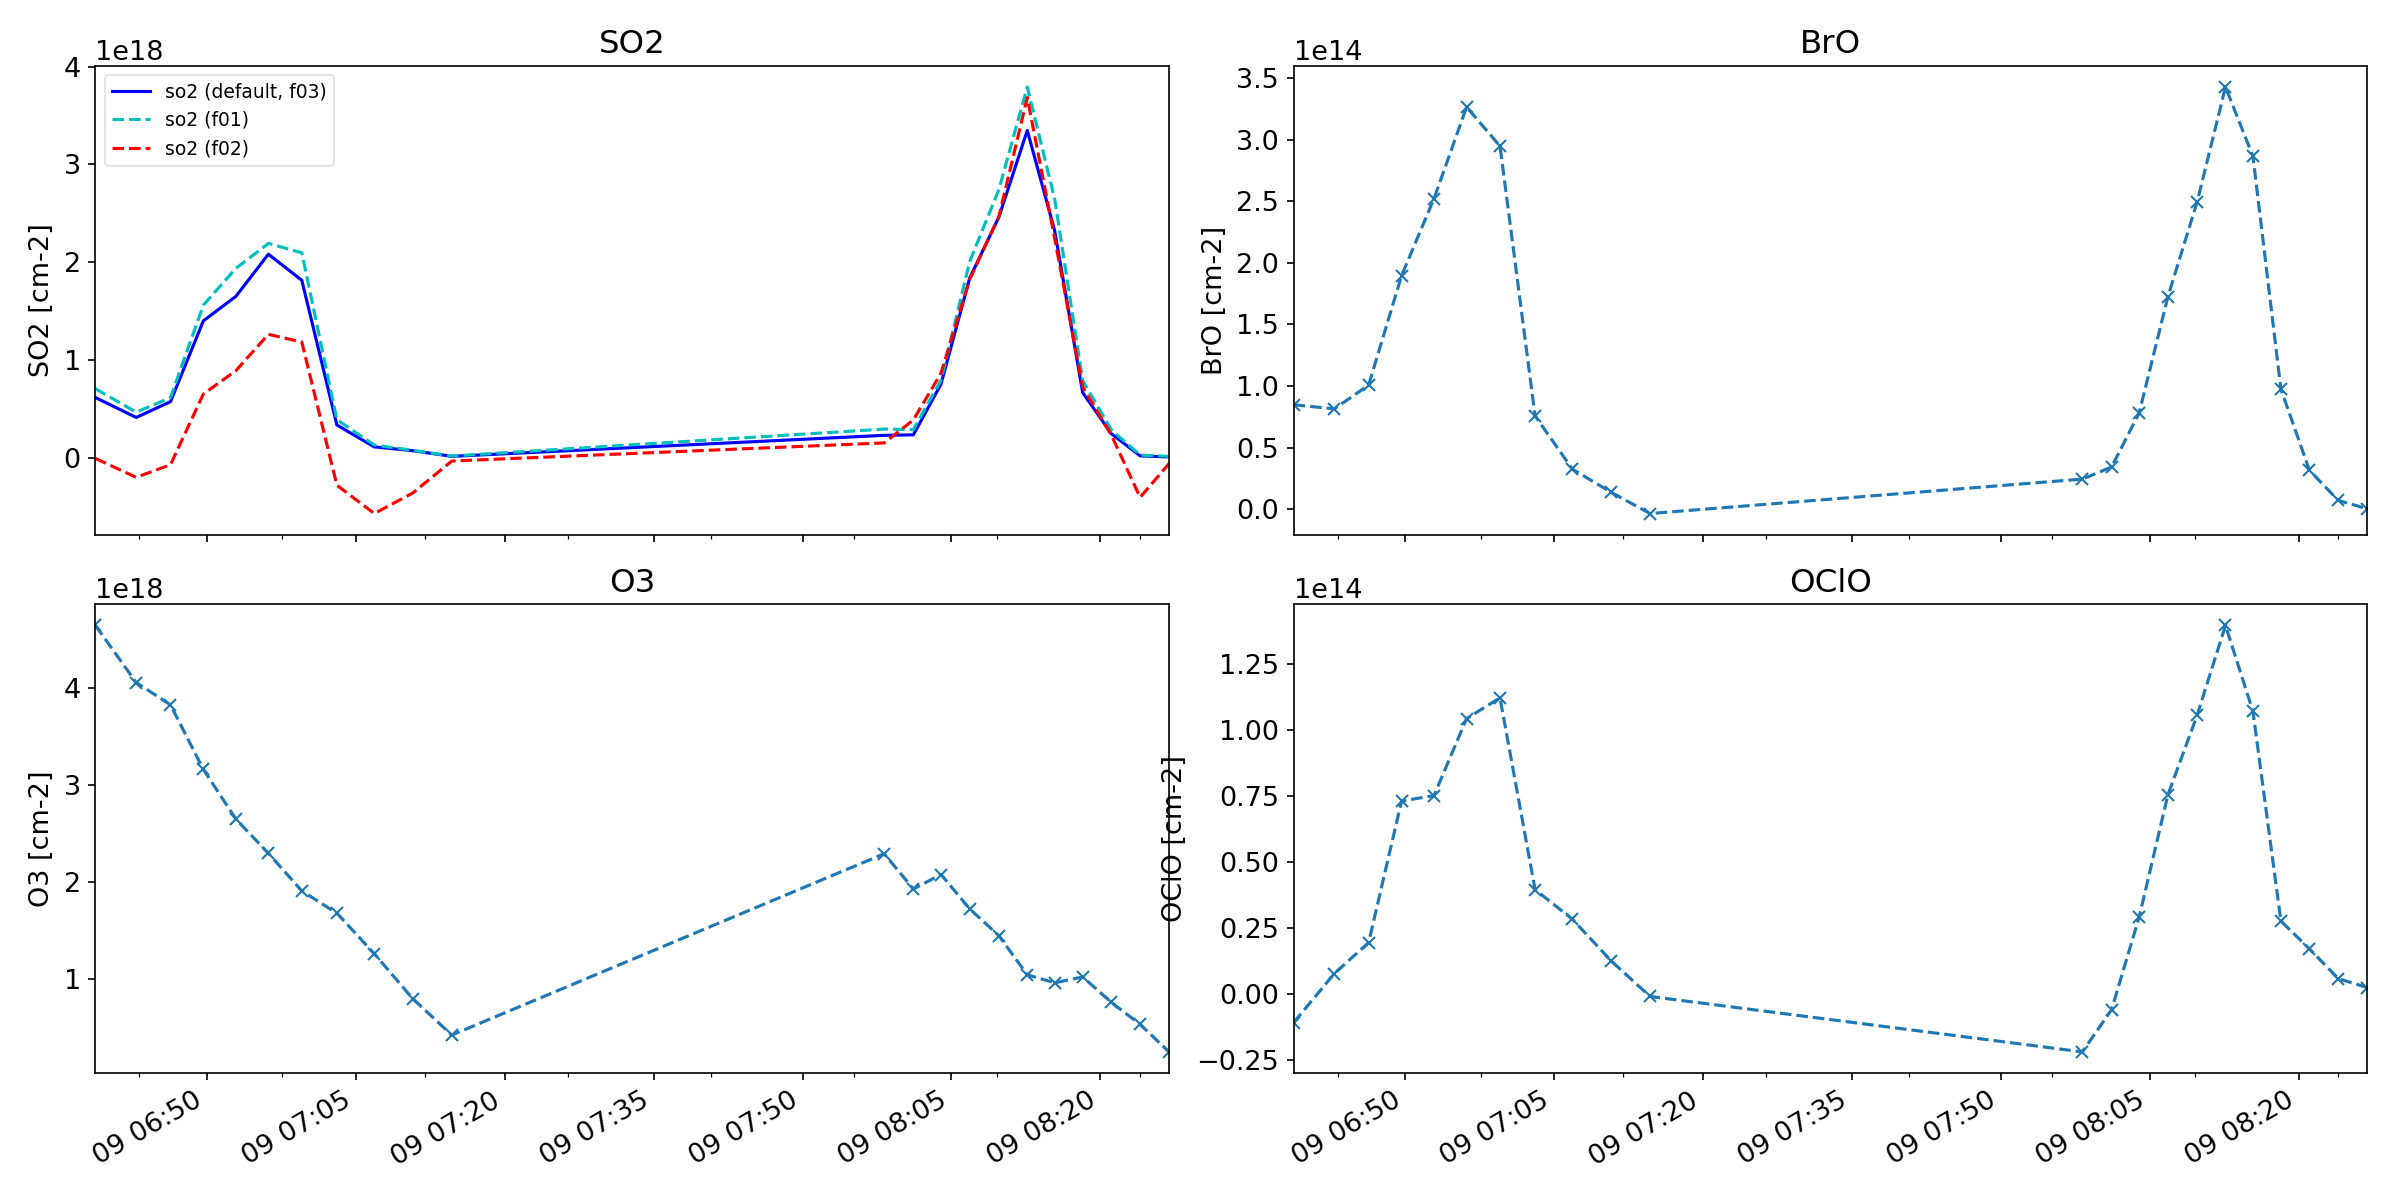 SO2
1e18
4
3
2
1
0
SO2 [cm-2]
so2 (default, f03)
so2 (f01)
so2 (f02)
BrO
1e14
3.5
3.0
2.5
2.0
1.5
1.0
0.5
0.0
BrO [cm-2]
O3
1e18
4
3
2
1
O3 [cm-2]
09 06:50
09 07:05
09 07:20
09 07:35
09 07:50
09 08:05
09 08:20
OClO
1e14
1.25
1.00
0.75
0.50
0.25
0.00
−0.25
OClO [cm-2]
09 06:50
09 07:05
09 07:20
09 07:35
09 07:50
09 08:05
09 08:20